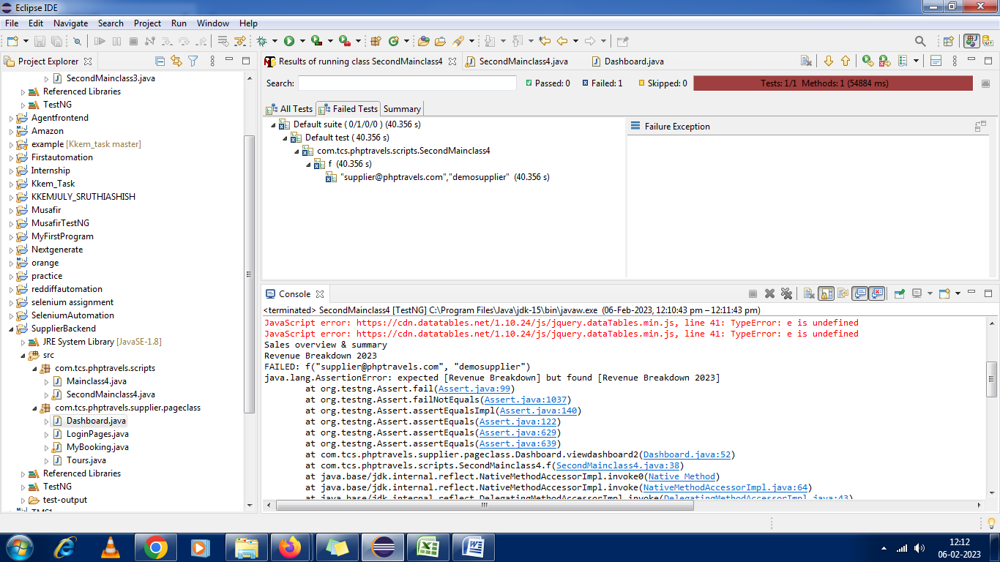 Eclipse IDE
File Edit Navigate Search Project Run Window Help
Project Explorer
SecondMainclass3.java
Referenced Libraries
TestNG
Agentfrontend
Amazon
example [Kkem_task master]
Firstautomation
Internship
Kkem_Task
KKEMJULY_SRUTHIASHISH
Musafir
MusafirTestNG
MyFirstProgram
Nextgenerate
orange
practice
reddiffautomation
selenium assignment
SeleniumAutomation
SupplierBackend
JRE System Library [JavaSE-1.8]
src
com.tcs.phptravels.scripts
Mainclass4.java
SecondMainclass4.java
com.tcs.phptravels.supplier.pageclass
Dashboard.java
LoginPages.java
MyBooking.java
Tours.java
Referenced Libraries
TestNG
test-output
Results of running class SecondMainclass4 SecondMainclass4.java Dashboard.java
Search: Passed: 0 Failed: 1 Skipped: 0 Tests: 1/1 Methods: 1 (54884 ms)
All Tests Failed Tests Summary
Default suite ( 0/1/0/0 ) (40.356 s)
Default test ( 40.356 s)
com.tcs.phptravels.scripts.SecondMainclass4
f (40.356 s)
"supplier@phptravels.com","demosupplier" (40.356 s)
Failure Exception
Console
<terminated> SecondMainclass4 [TestNG] C:\Program Files\Java\jdk-15\bin\javaw.exe (06-Feb-2023, 12:10:43 pm – 12:11:43 pm)
JavaScript error: https://cdn.datatables.net/1.10.24/js/jquery.dataTables.min.js, line 41: TypeError: e is undefined
JavaScript error: https://cdn.datatables.net/1.10.24/js/jquery.dataTables.min.js, line 41: TypeError: e is undefined
Sales overview & summary
Revenue Breakdown 2023
FAILED: f("supplier@phptravels.com", "demosupplier")
java.lang.AssertionError: expected [Revenue Breakdown] but found [Revenue Breakdown 2023]
at org.testng.Assert.fail(Assert.java:99)
at org.testng.Assert.failNotEquals(Assert.java:1037)
at org.testng.Assert.assertEqualsImpl(Assert.java:140)
at org.testng.Assert.assertEquals(Assert.java:122)
at org.testng.Assert.assertEquals(Assert.java:629)
at org.testng.Assert.assertEquals(Assert.java:639)
at com.tcs.phptravels.supplier.pageclass.Dashboard.viewdashboard2(Dashboard.java:52)
at com.tcs.phptravels.scripts.SecondMainclass4.f(SecondMainclass4.java:38)
at java.base/jdk.internal.reflect.NativeMethodAccessorImpl.invoke0(Native Method)
at java.base/jdk.internal.reflect.NativeMethodAccessorImpl.invoke(NativeMethodAccessorImpl.java:64)
at java.base/jdk.internal.reflect.DelegatingMethodAccessorImpl.invoke(DelegatingMethodAccessorImpl.java:43)
12:12
06-02-2023